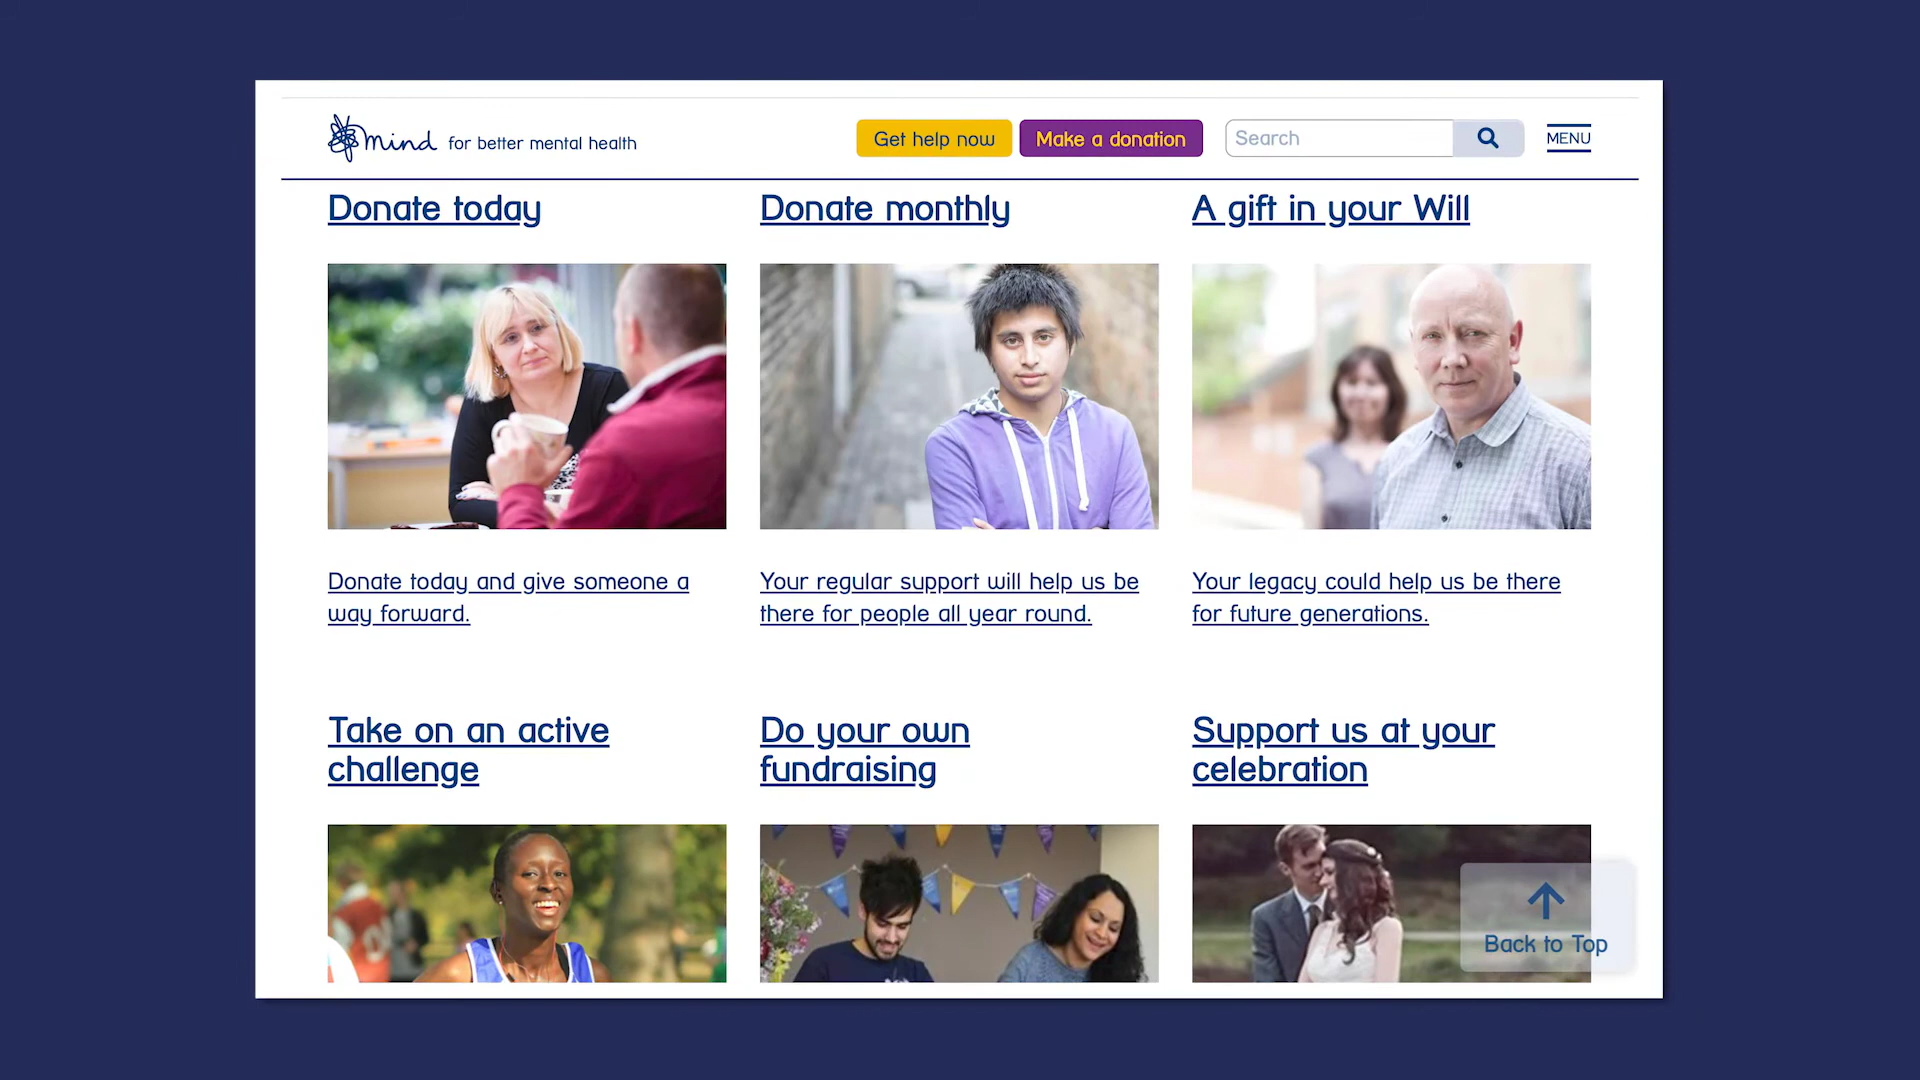 mind for better mental health
Get help now
Make a donation
Search
MENU
Donate today
Donate monthly
A gift in your Will
Donate today and give someone a
way forward.
Your regular support will help us be
there for people all year round.
Your legacy could help us be there
for future generations.
Take on an active
challenge
Do your own
fundraising
Support us at your
celebration
Back to Top